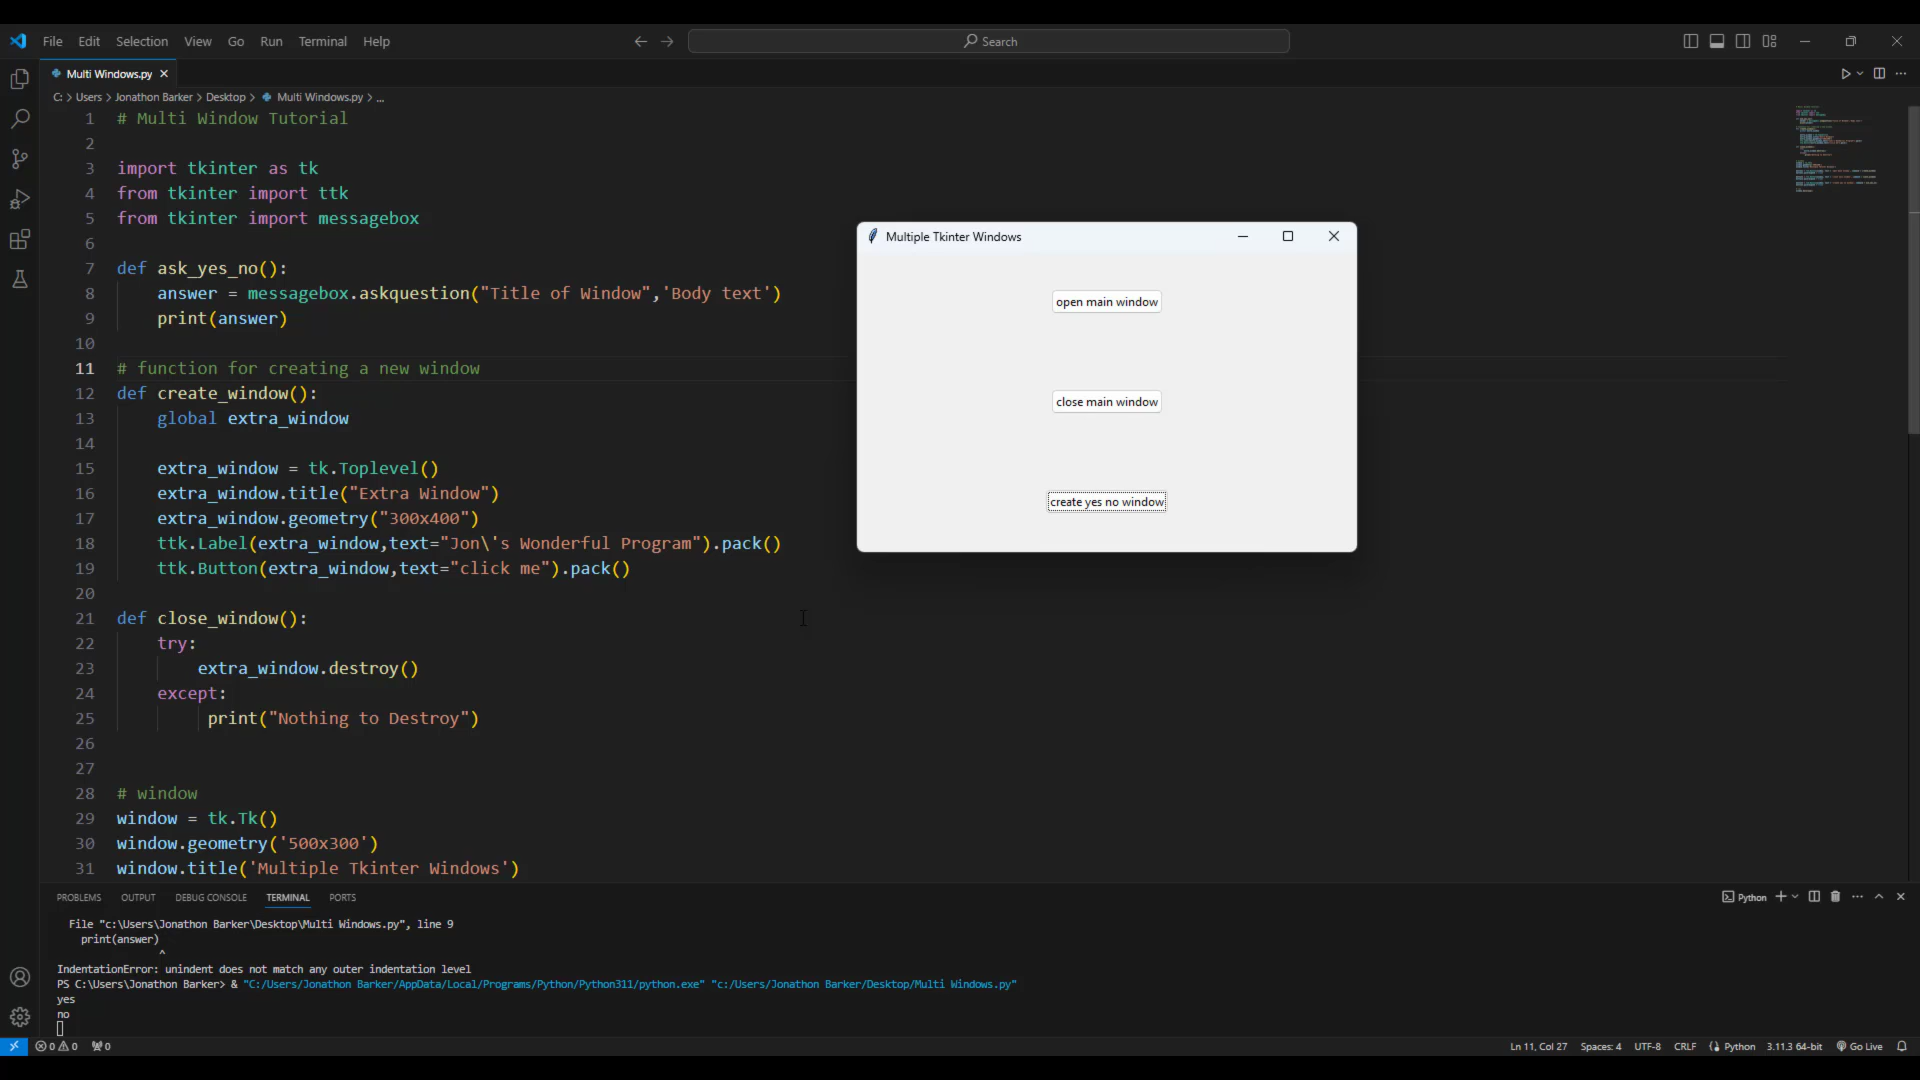 File Edit Selection View Go Run Terminal Help
Search
Multi Windows.py
C: > Users > Jonathon Barker > Desktop > Multi Windows.py > ...
1 # Multi Window Tutorial
2
3 import tkinter as tk
4 from tkinter import ttk
5 from tkinter import messagebox
6
7 def ask_yes_no():
8 answer = messagebox.askquestion("Title of Window",'Body text')
9 print(answer)
10
11 # function for creating a new window
12 def create_window():
13 global extra_window
14
15 extra_window = tk.Toplevel()
16 extra_window.title("Extra Window")
17 extra_window.geometry("300x400")
18 ttk.Label(extra_window,text="Jon\'s Wonderful Program").pack()
19 ttk.Button(extra_window,text="click me").pack()
20
21 def close_window():
22 try:
23 extra_window.destroy()
24 except:
25 print("Nothing to Destroy")
26
27
28 # window
29 window = tk.Tk()
30 window.geometry('500x300')
31 window.title('Multiple Tkinter Windows')
Multiple Tkinter Windows
open main window
close main window
create yes no window
PROBLEMS OUTPUT DEBUG CONSOLE TERMINAL PORTS
Python
File "c:\Users\Jonathon Barker\Desktop\Multi Windows.py", line 9
print(answer)
^
IndentationError: unindent does not match any outer indentation level
PS C:\Users\Jonathon Barker> & "C:/Users/Jonathon Barker/AppData/Local/Programs/Python/Python311/python.exe" "c:/Users/Jonathon Barker/Desktop/Multi Windows.py"
yes
no
0 0 0
Ln 11, Col 27 Spaces: 4 UTF-8 CRLF Python 3.11.3 64-bit Go Live